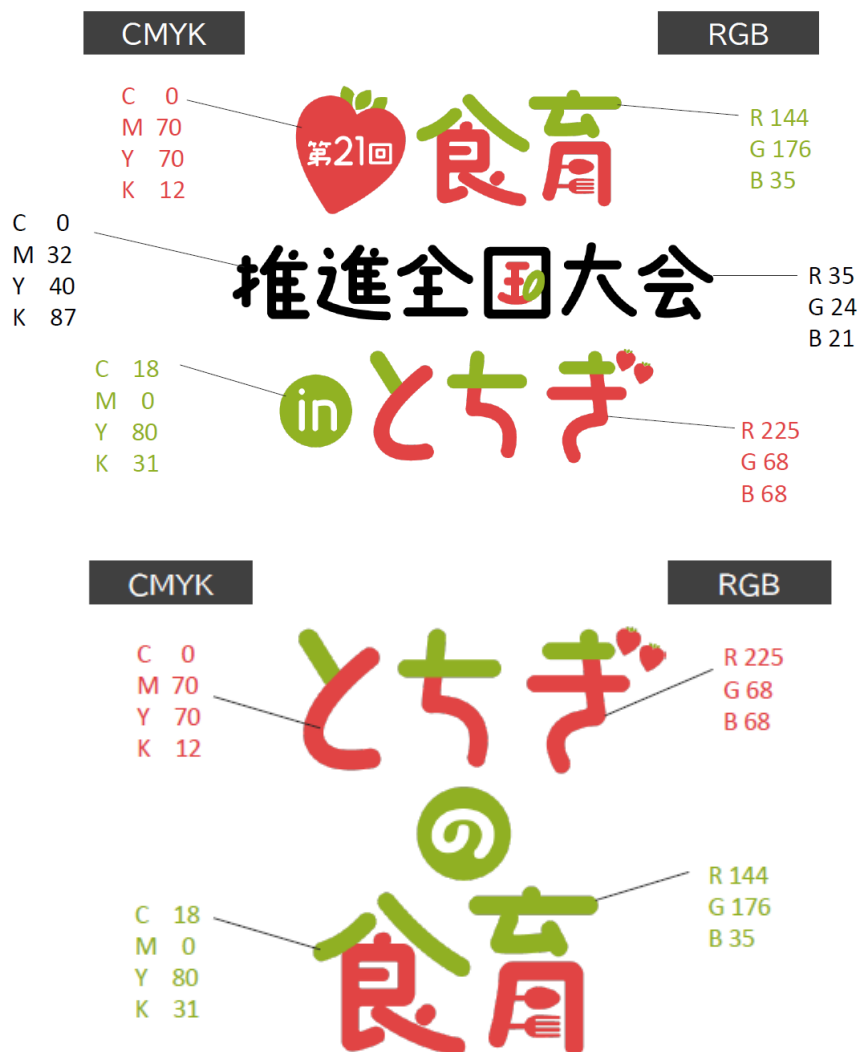 CMYK
RGB
C 0
M 70
Y 70
K 12
第21回
食育
R 144
G 176
B 35
C 0
M 32
Y 40
K 87
推進全国大会
R 35
G 24
B 21
C 18
M 0
Y 80
K 31
in
とちぎ
R 225
G 68
B 68
CMYK
RGB
C 0
M 70
Y 70
K 12
とちぎ
R 225
G 68
B 68
の
C 18
M 0
Y 80
K 31
食育
R 144
G 176
B 35